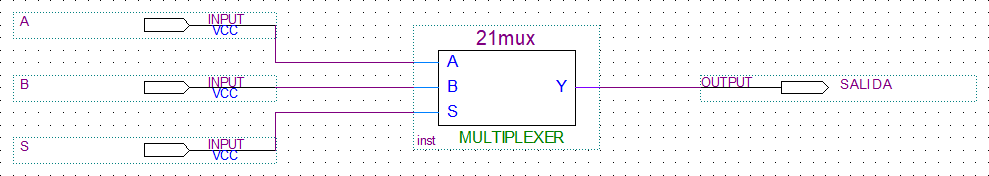 A INPUT
VCC
21mux
A
B INPUT
VCC
B Y
OUTPUT SALIDA
S
S INPUT
VCC
inst MULTIPLEXER